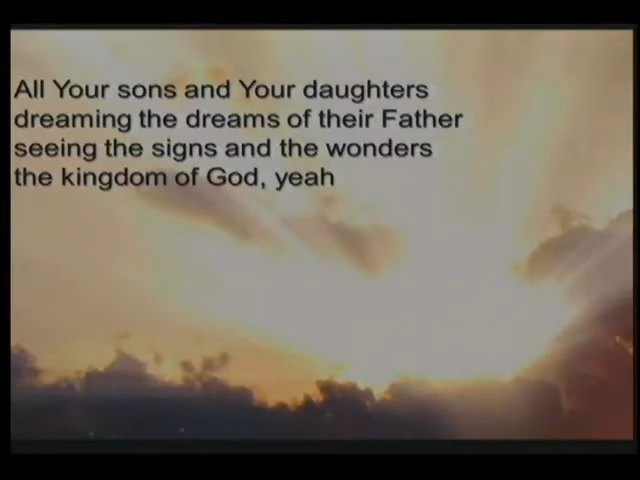 All Your sons and Your daughters
dreaming the dreams of their Father
seeing the signs and the wonders
the kingdom of God, yeah